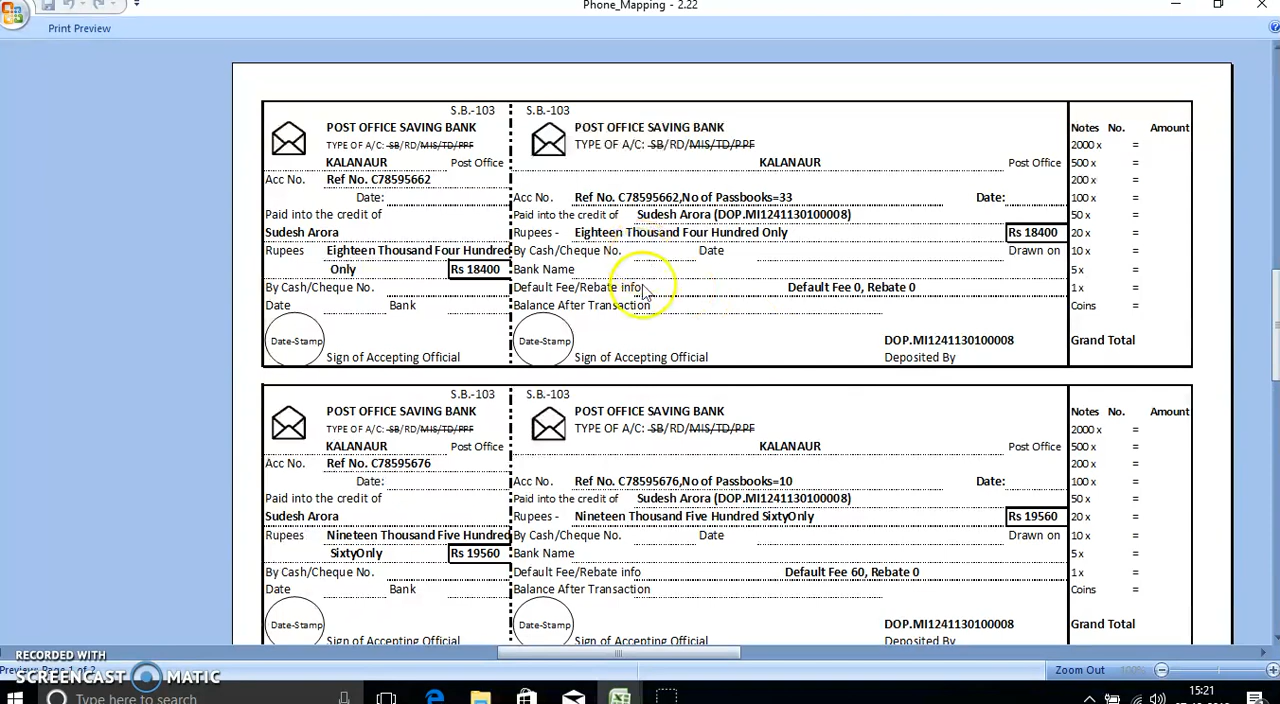 Phone_Mapping - 2.22
Print Preview
S.B.-103
POST OFFICE SAVING BANK
TYPE OF A/C: SB/RD/MIS/TD/PPF
KALANAUR Post Office
Acc No. Ref No. C78595662
Date:
Paid into the credit of
Sudesh Arora
Rupees Eighteen Thousand Four Hundred
Only Rs 18400
By Cash/Cheque No.
Date Bank
Date-Stamp
Sign of Accepting Official
S.B.-103
POST OFFICE SAVING BANK
TYPE OF A/C: SB/RD/MIS/TD/PPF
KALANAUR Post Office
Acc No. Ref No. C78595662,No of Passbooks=33 Date:
Paid into the credit of Sudesh Arora (DOP.MI1241130100008)
Rupees - Eighteen Thousand Four Hundred Only Rs 18400
By Cash/Cheque No. Date Drawn on
Bank Name
Default Fee/Rebate info Default Fee 0, Rebate 0
Balance After Transaction
Date-Stamp DOP.MI1241130100008
Sign of Accepting Official Deposited By
Notes No. Amount
2000 x =
500 x =
200 x =
100 x =
50 x =
20 x =
10 x =
5 x =
1 x =
Coins =
Grand Total
S.B.-103
POST OFFICE SAVING BANK
TYPE OF A/C: SB/RD/MIS/TD/PPF
KALANAUR Post Office
Acc No. Ref No. C78595676
Date:
Paid into the credit of
Sudesh Arora
Rupees Nineteen Thousand Five Hundred
SixtyOnly Rs 19560
By Cash/Cheque No.
Date Bank
Date-Stamp
Sign of Accepting Official
S.B.-103
POST OFFICE SAVING BANK
TYPE OF A/C: SB/RD/MIS/TD/PPF
KALANAUR Post Office
Acc No. Ref No. C78595676,No of Passbooks=10 Date:
Paid into the credit of Sudesh Arora (DOP.MI1241130100008)
Rupees - Nineteen Thousand Five Hundred SixtyOnly Rs 19560
By Cash/Cheque No. Date Drawn on
Bank Name
Default Fee/Rebate info Default Fee 60, Rebate 0
Balance After Transaction
Date-Stamp DOP.MI1241130100008
Sign of Accepting Official Deposited By
Notes No. Amount
2000 x =
500 x =
200 x =
100 x =
50 x =
20 x =
10 x =
5 x =
1 x =
Coins =
Grand Total
RECORDED WITH
SCREENCAST MATIC
Preview: Page 1 of 2
Zoom Out 100%
Type here to search
15:21